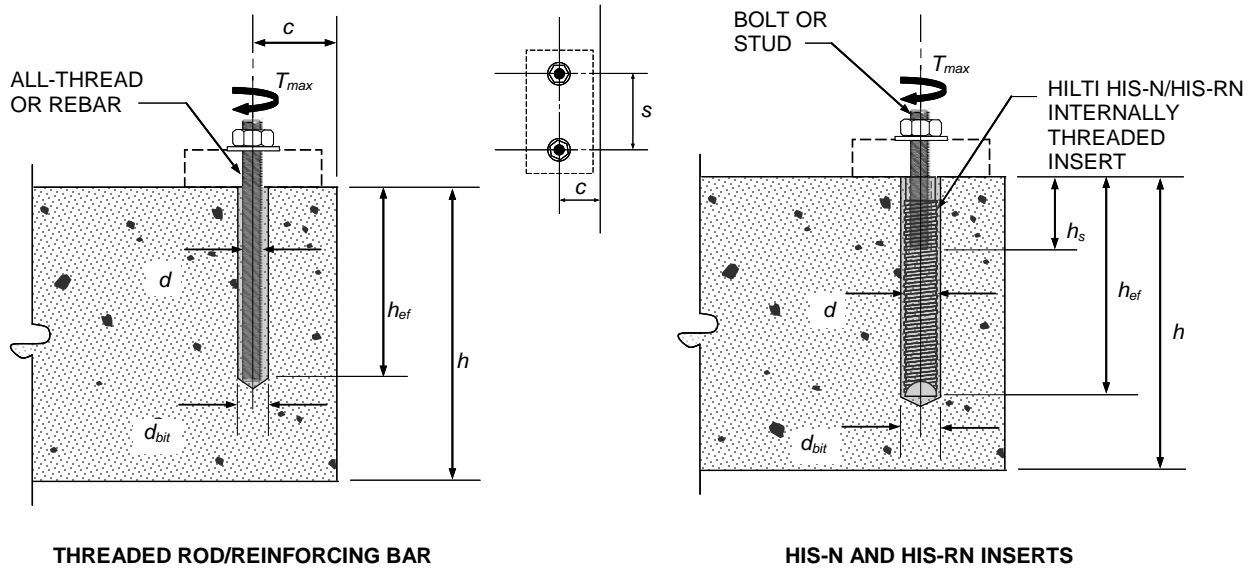 c
T_max
ALL-THREAD
OR REBAR
d
h_ef
h
d_bit
THREADED ROD/REINFORCING BAR
s
c
BOLT OR
STUD
T_max
HILTI HIS-N/HIS-RN
INTERNALLY
THREADED
INSERT
h_s
d
h_ef
h
d_bit
HIS-N AND HIS-RN INSERTS